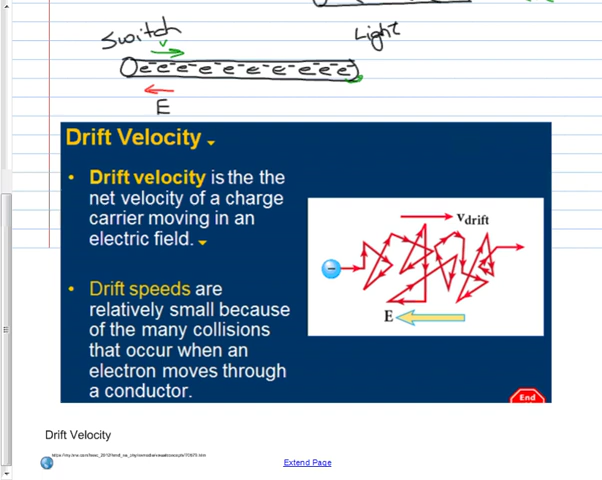 Switch
Light
v
e⁻ e⁻ e⁻ e⁻ e⁻ e⁻ e⁻ e⁻ e⁻ e⁻
E
Drift Velocity
• Drift velocity is the the
net velocity of a charge
carrier moving in an
electric field.
Vdrift
−
E
• Drift speeds are
relatively small because
of the many collisions
that occur when an
electron moves through
a conductor.
End
Drift Velocity
Extend Page